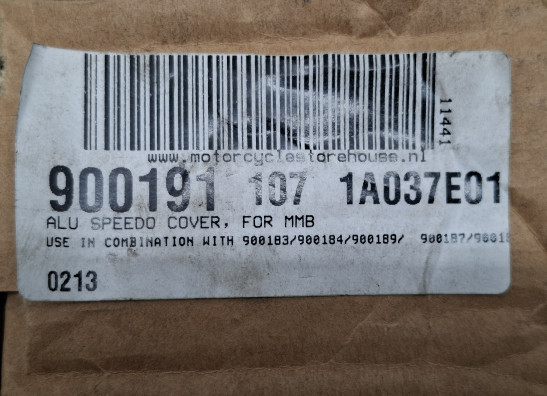 11441
www.motorcyclestorehouse.nl
900191 107 1A037E01
ALU SPEEDO COVER, FOR MMB
USE IN COMBINATION WITH 900183/900184/900189/ 900187/9001
0213